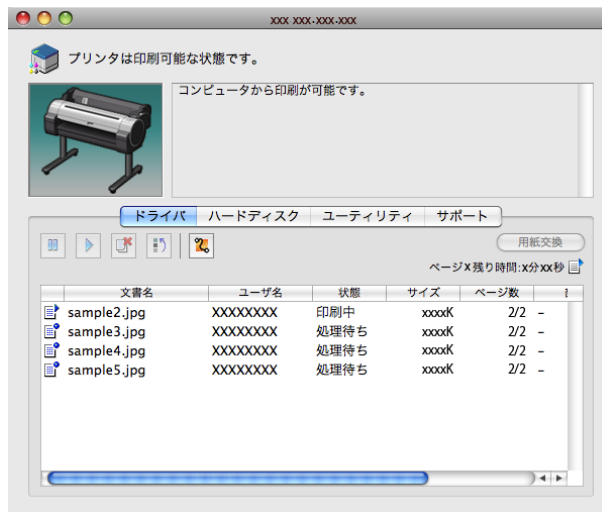 xxx xxx-xxx-xxx
プリンタは印刷可能な状態です。
コンピュータから印刷が可能です。
ドライバ ハードディスク ユーティリティ サポート
用紙交換
ページx残り時間:x分xx秒
文書名 ユーザ名 状態 サイズ ページ数
sample2.jpg XXXXXXXX 印刷中 xxxxK 2/2 –
sample3.jpg XXXXXXXX 処理待ち xxxxK 2/2 –
sample4.jpg XXXXXXXX 処理待ち xxxxK 2/2 –
sample5.jpg XXXXXXXX 処理待ち xxxxK 2/2 –